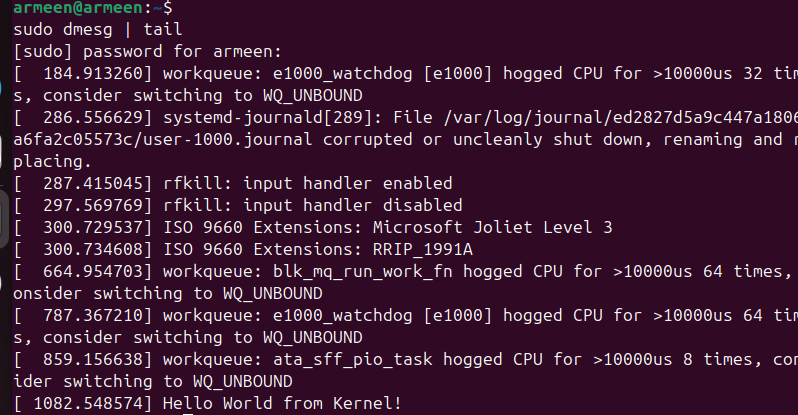 armeen@armeen:~$
sudo dmesg | tail
[sudo] password for armeen:
[  184.913260] workqueue: e1000_watchdog [e1000] hogged CPU for >10000us 32 tim
s, consider switching to WQ_UNBOUND
[  286.556629] systemd-journald[289]: File /var/log/journal/ed2827d5a9c447a1806
a6fa2c05573c/user-1000.journal corrupted or uncleanly shut down, renaming and r
placing.
[  287.415045] rfkill: input handler enabled
[  297.569769] rfkill: input handler disabled
[  300.729537] ISO 9660 Extensions: Microsoft Joliet Level 3
[  300.734608] ISO 9660 Extensions: RRIP_1991A
[  664.954703] workqueue: blk_mq_run_work_fn hogged CPU for >10000us 64 times,
onsider switching to WQ_UNBOUND
[  787.367210] workqueue: e1000_watchdog [e1000] hogged CPU for >10000us 64 tim
s, consider switching to WQ_UNBOUND
[  859.156638] workqueue: ata_sff_pio_task hogged CPU for >10000us 8 times, con
ider switching to WQ_UNBOUND
[ 1082.548574] Hello World from Kernel!